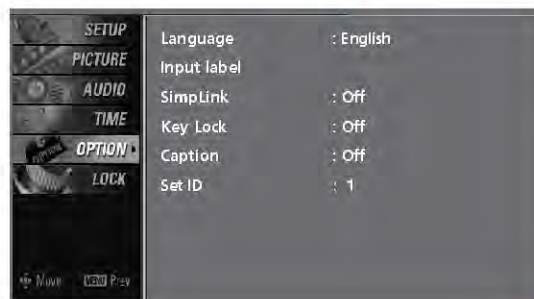 SETUP
PICTURE
AUDIO
TIME
OPTION
LOCK
Move MENU Prev
Language : English
Input label
SimpLink : Off
Key Lock : Off
Caption : Off
Set ID : 1